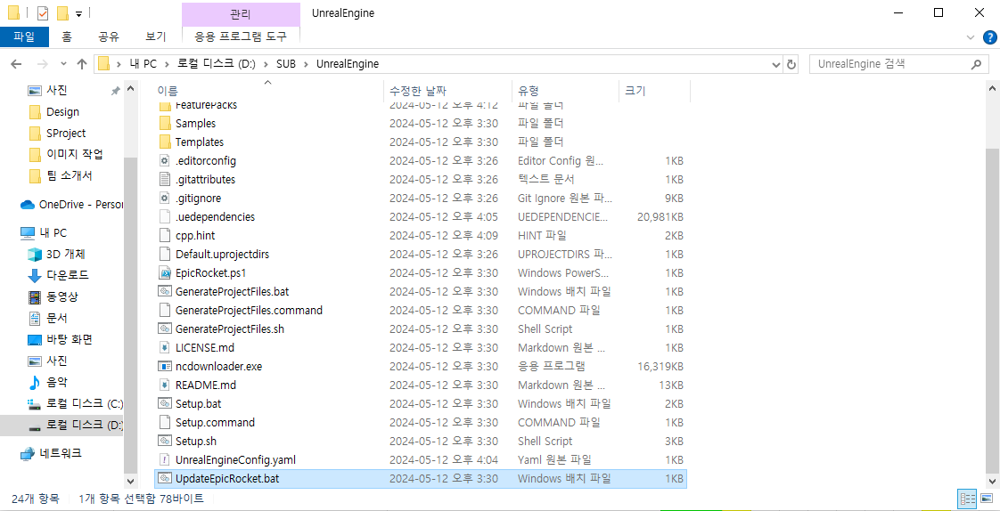 관리
UnrealEngine
파일
홈
공유
보기
응용 프로그램 도구
내 PC
로컬 디스크 (D:)
SUB
UnrealEngine
UnrealEngine 검색
사진
Design
SProject
이미지 작업
팀 소개서
OneDrive - Person
내 PC
3D 개체
다운로드
동영상
문서
바탕 화면
사진
음악
로컬 디스크 (C:)
로컬 디스크 (D:)
네트워크
이름 수정한 날짜 유형 크기
FeaturePacks 2024-05-12 오후 4:12 파일 폴더
Samples 2024-05-12 오후 3:30 파일 폴더
Templates 2024-05-12 오후 3:30 파일 폴더
.editorconfig 2024-05-12 오후 3:26 Editor Config 원... 1KB
.gitattributes 2024-05-12 오후 3:26 텍스트 문서 1KB
.gitignore 2024-05-12 오후 3:26 Git Ignore 원본 파... 9KB
.uedependencies 2024-05-12 오후 4:05 UEDEPENDENCIE... 20,981KB
cpp.hint 2024-05-12 오후 4:09 HINT 파일 2KB
Default.uprojectdirs 2024-05-12 오후 3:26 UPROJECTDIRS 파... 1KB
EpicRocket.ps1 2024-05-12 오후 3:30 Windows PowerS... 1KB
GenerateProjectFiles.bat 2024-05-12 오후 3:30 Windows 배치 파일 1KB
GenerateProjectFiles.command 2024-05-12 오후 3:30 COMMAND 파일 1KB
GenerateProjectFiles.sh 2024-05-12 오후 3:30 Shell Script 1KB
LICENSE.md 2024-05-12 오후 3:30 Markdown 원본 ... 1KB
ncdownloader.exe 2024-05-12 오후 3:30 응용 프로그램 16,319KB
README.md 2024-05-12 오후 3:30 Markdown 원본 ... 13KB
Setup.bat 2024-05-12 오후 3:30 Windows 배치 파일 2KB
Setup.command 2024-05-12 오후 3:30 COMMAND 파일 1KB
Setup.sh 2024-05-12 오후 3:30 Shell Script 3KB
UnrealEngineConfig.yaml 2024-05-12 오후 4:04 Yaml 원본 파일 1KB
UpdateEpicRocket.bat 2024-05-12 오후 3:30 Windows 배치 파일 1KB
24개 항목 1개 항목 선택함 78바이트